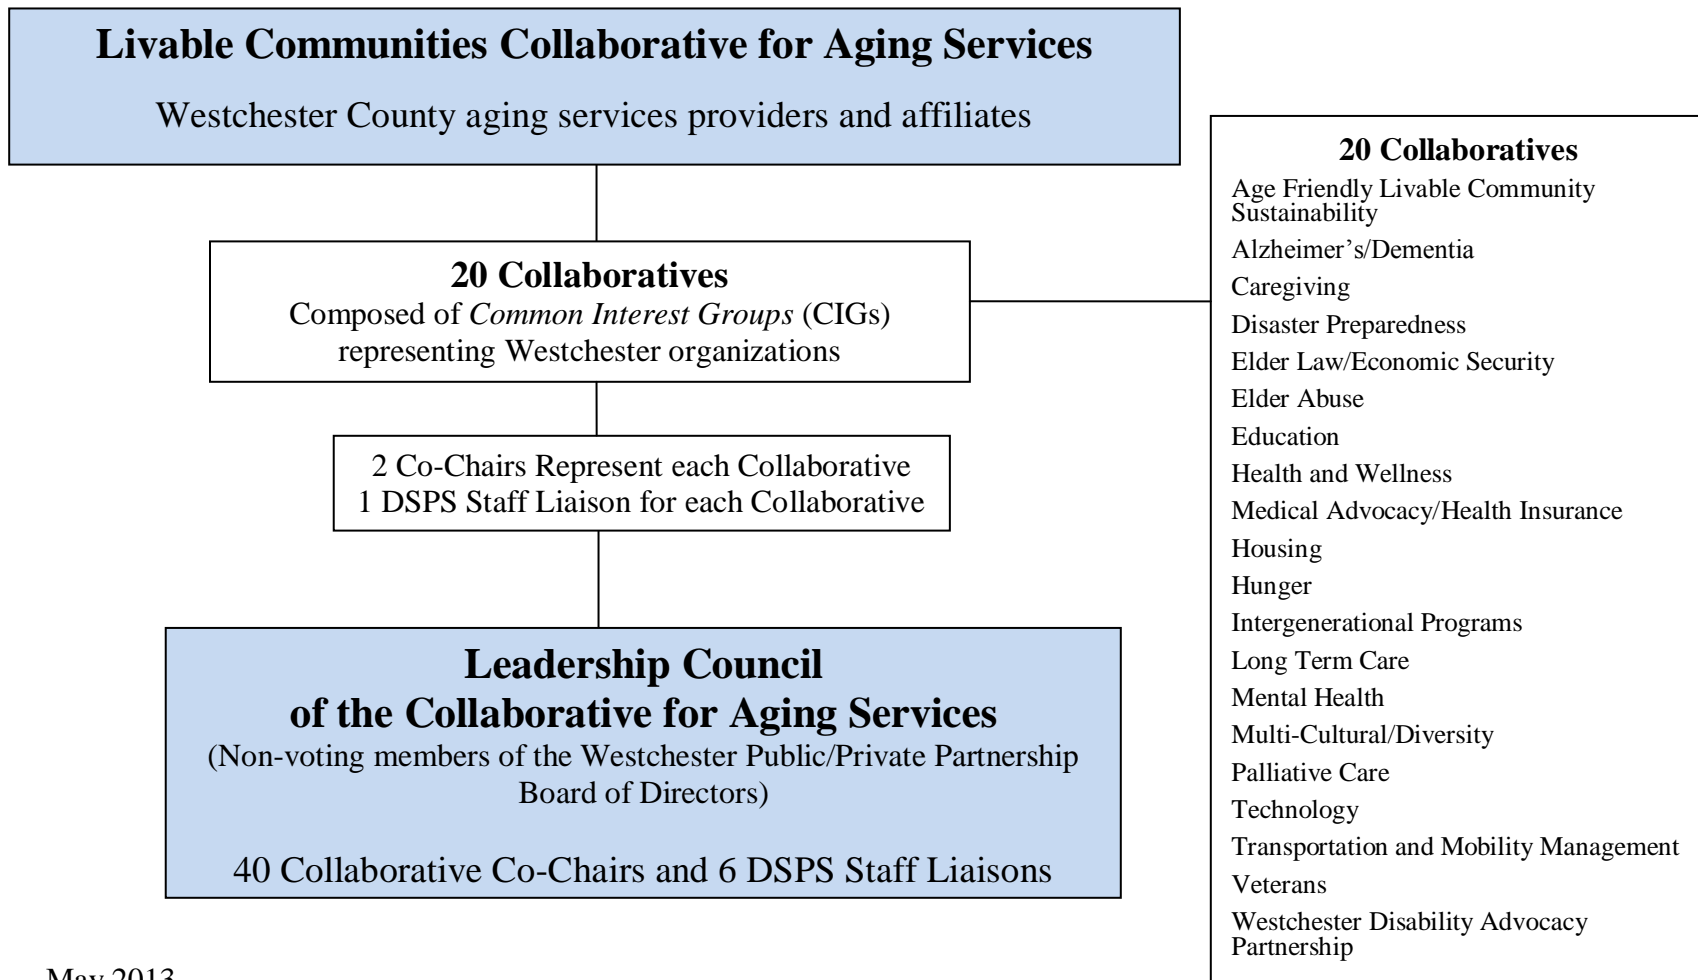 Livable Communities Collaborative for Aging Services
Westchester County aging services providers and affiliates
20 Collaboratives
Composed of Common Interest Groups (CIGs)
representing Westchester organizations
2 Co-Chairs Represent each Collaborative
1 DSPS Staff Liaison for each Collaborative
Leadership Council
of the Collaborative for Aging Services
(Non-voting members of the Westchester Public/Private Partnership
Board of Directors)
40 Collaborative Co-Chairs and 6 DSPS Staff Liaisons
20 Collaboratives
Age Friendly Livable Community
Sustainability
Alzheimer’s/Dementia
Caregiving
Disaster Preparedness
Elder Law/Economic Security
Elder Abuse
Education
Health and Wellness
Medical Advocacy/Health Insurance
Housing
Hunger
Intergenerational Programs
Long Term Care
Mental Health
Multi-Cultural/Diversity
Palliative Care
Technology
Transportation and Mobility Management
Veterans
Westchester Disability Advocacy
Partnership
May 2013